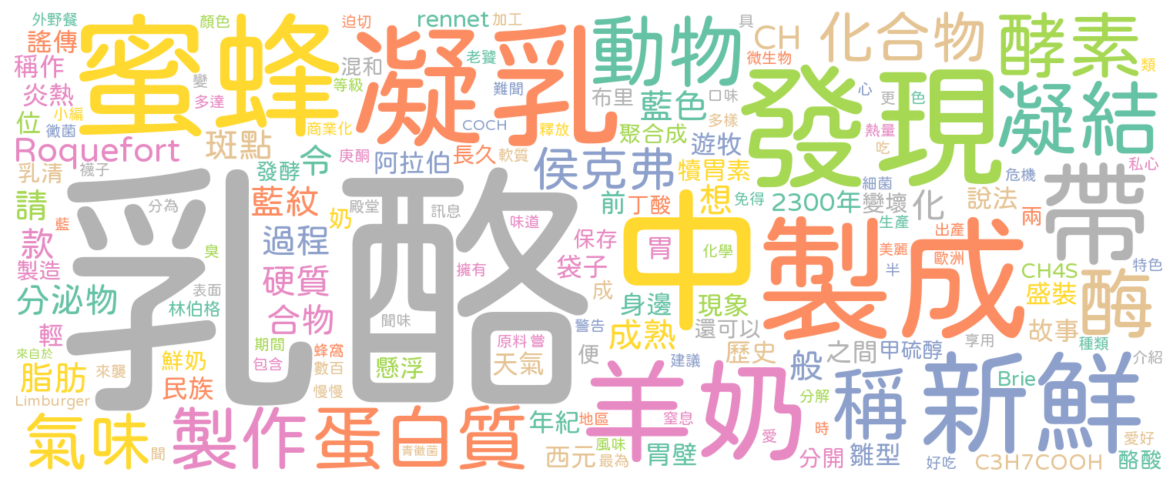 外野餐 顏色 迫切 rennet 加工 具 CH 化合物 酵素
謠傳 蜜蜂 凝乳 動物 微生物 類
稱作 變 混和 老饕 發現
炎熱 多達 等級 難聞 布里 藍色 口味 心 更 色 凝結
位 小編 商業化 COCH 釋放 聚合成 多樣 遊牧 熱量
黴菌 斑點 令 庚酮 長久 軟質 吃 私心
Roquefort 發酵 阿拉伯 侯克弗 犢胃素 細菌 危機
乳清 襪子 乳酪 帶
請 分為 藍紋 奶 殿堂 訊息 味道 前 丁酸 想 免得 2300年 變壞 化 說法 兩
款 藍 過程 保存 胃 中 化學 製成 生產 出產
製造 臭 硬質 擁有 袋子 美麗 歐洲 CH4S 特色
分泌物 表面 成 身邊 現象 半 盛裝 酶
林伯格 合物 聞味 警告 成熟 還可以 故事
輕 期間 蜂窩 原料 嘗 便 歷史 之間 甲硫醇 享用 種類
來自於 鮮奶 包含 數百 懸浮 天氣 建議 般 稱 新鮮 介紹
脂肪 來襲 民族 慢慢 羊奶 分解 Brie
Limburger 製作 蛋白質 年紀 地區 窒息 愛 時 愛好
氣味 聞 青黴菌 西元 風味 最為 胃壁 分開 雛型 好吃 C3H7COOH 酪酸